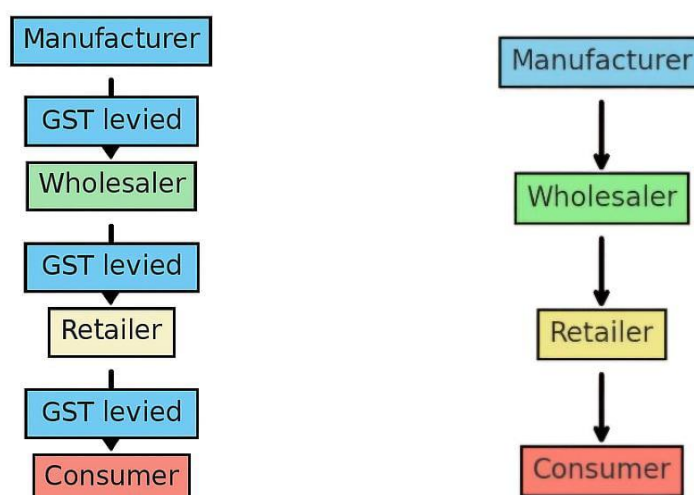 Manufacturer
GST levied
Wholesaler
GST levied
Retailer
GST levied
Consumer
Manufacturer
Wholesaler
Retailer
Consumer